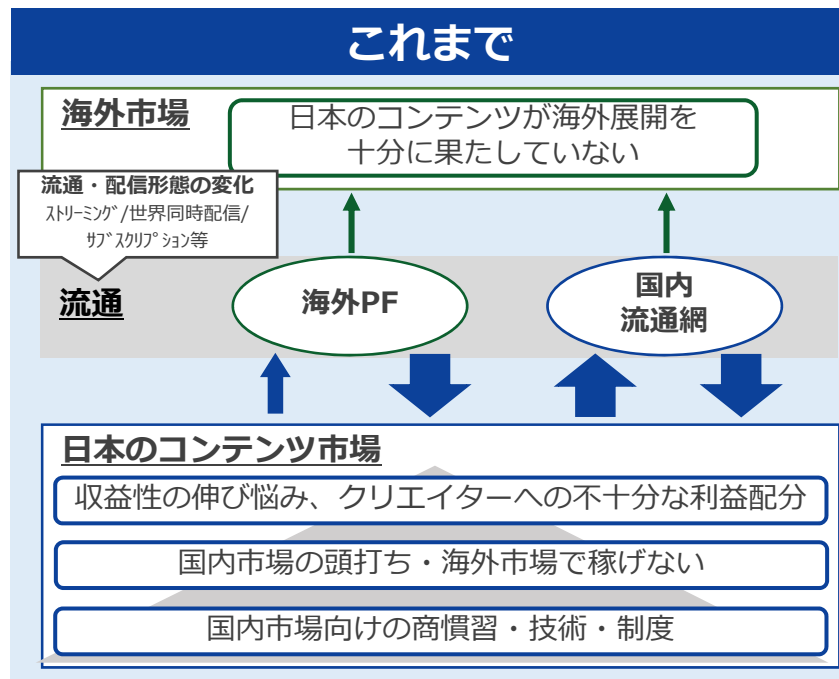 これまで
海外市場
日本のコンテンツが海外展開を
十分に果たしていない
流通・配信形態の変化
ｽﾄﾘｰﾐﾝｸﾞ/世界同時配信/
ｻﾌﾞｽｸﾘﾌﾟｼｮﾝ等
流通
海外PF
国内
流通網
日本のコンテンツ市場
収益性の伸び悩み、クリエイターへの不十分な利益配分
国内市場の頭打ち・海外市場で稼げない
国内市場向けの商慣習・技術・制度